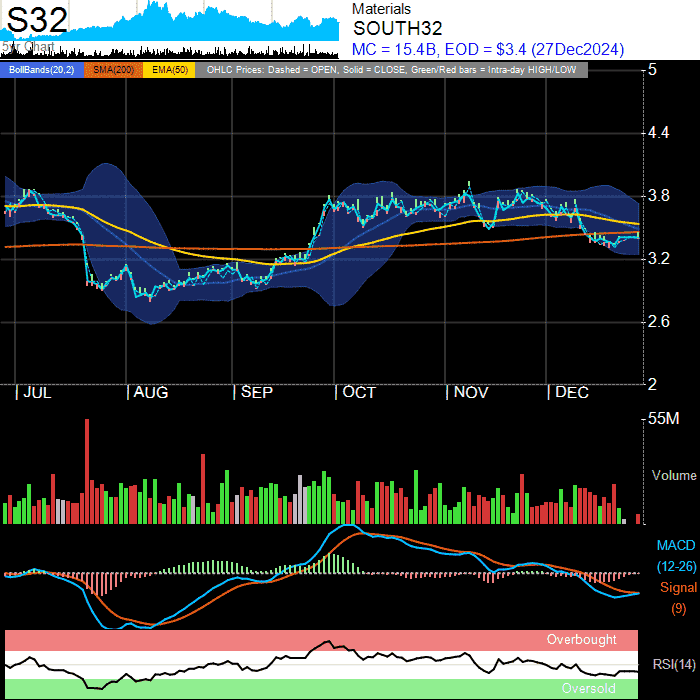 S32
5yr Chart
Materials
SOUTH32
MC = 15.4B, EOD = $3.4 (27Dec2024)
BollBands(20,2) SMA(200) EMA(50) OHLC Prices: Dashed = OPEN, Solid = CLOSE, Green/Red bars = Intra-day HIGH/LOW
5
4.4
3.8
3.2
2.6
2
JUL AUG SEP OCT NOV DEC
55M
Volume
MACD
(12-26)
Signal
(9)
Overbought
RSI(14)
Oversold